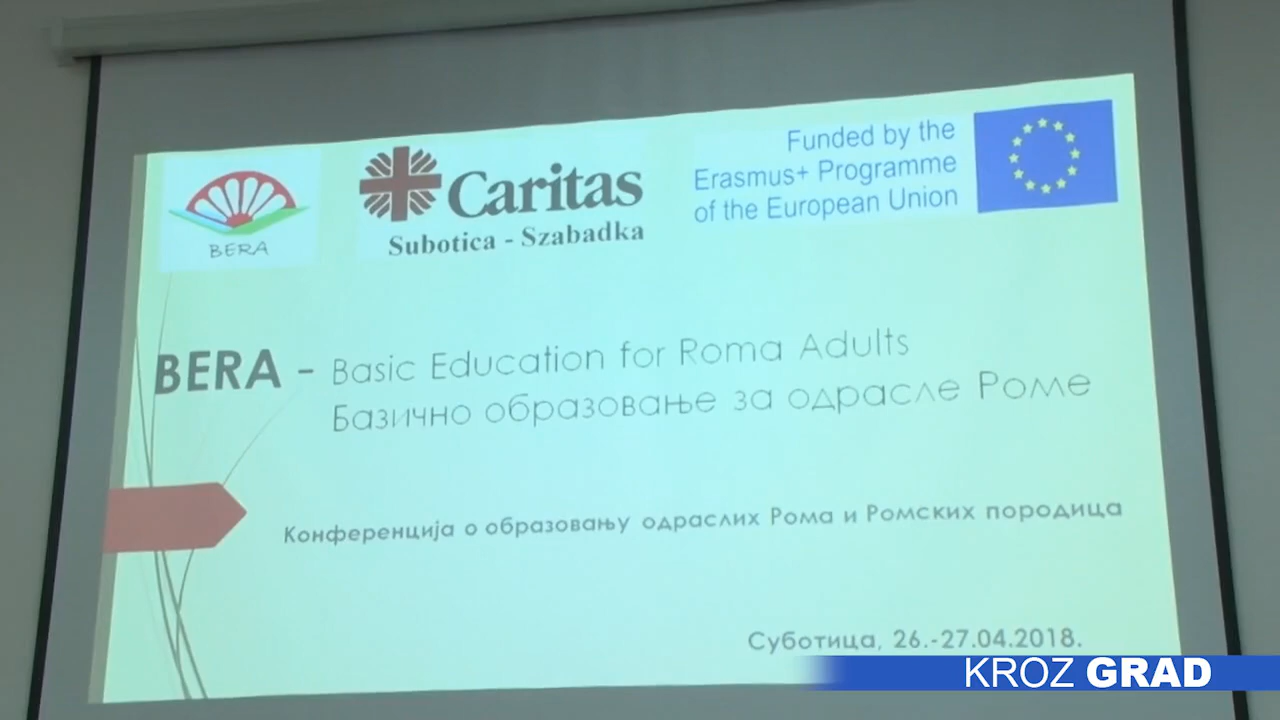 BERA
Caritas
Subotica - Szabadka
Funded by the
Erasmus+ Programme
of the European Union
BERA - Basic Education for Roma Adults
Базично образовање за одрасле Роме
Конференција о образовању одраслих Рома и Ромских породица
Суботица, 26.-27.04.2018.
KROZ GRAD